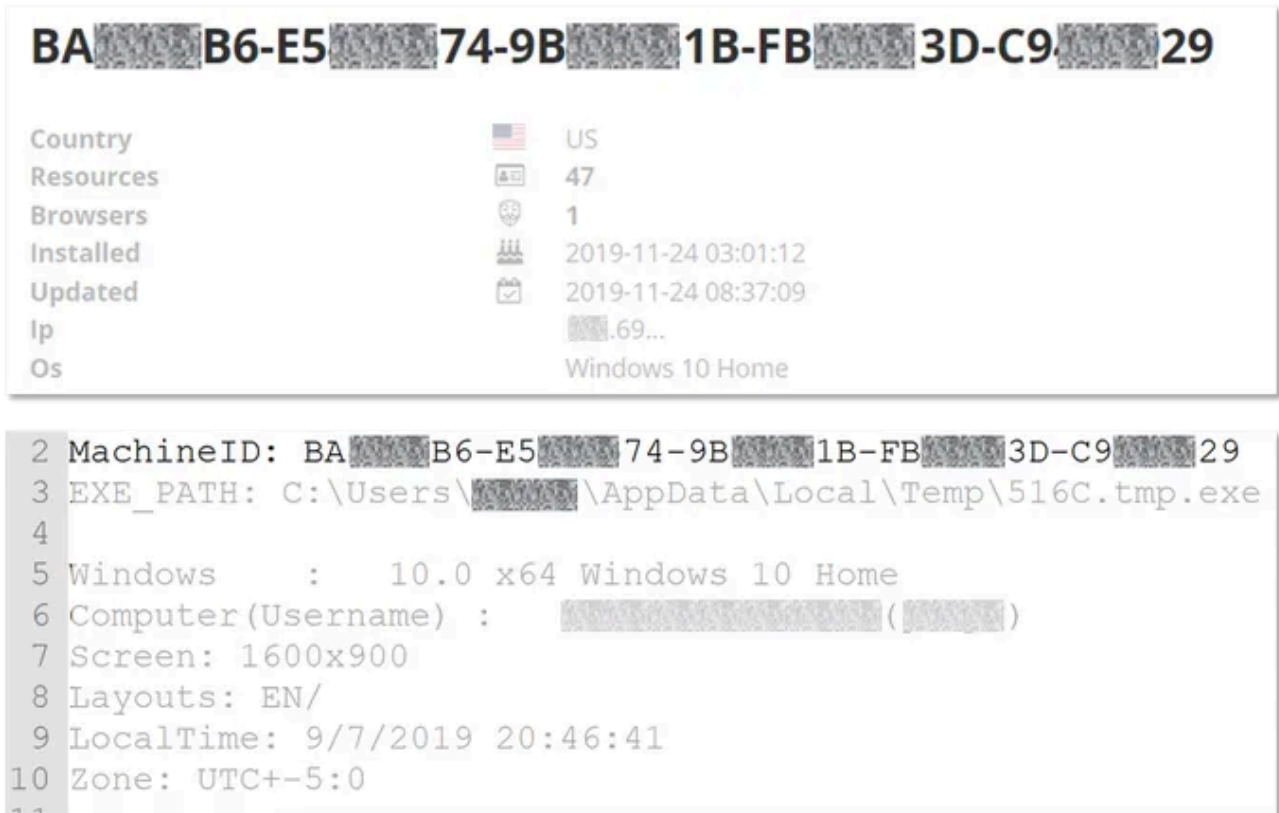 BA B6-E5 74-9B 1B-FB 3D-C9 29
Country US
Resources 47
Browsers 1
Installed 2019-11-24 03:01:12
Updated 2019-11-24 08:37:09
Ip .69...
Os Windows 10 Home
2 MachineID: BA B6-E5 74-9B 1B-FB 3D-C9 29
3 EXE_PATH: C:\Users\ \AppData\Local\Temp\516C.tmp.exe
4
5 Windows : 10.0 x64 Windows 10 Home
6 Computer(Username) : ( )
7 Screen: 1600x900
8 Layouts: EN/
9 LocalTime: 9/7/2019 20:46:41
10 Zone: UTC+-5:0